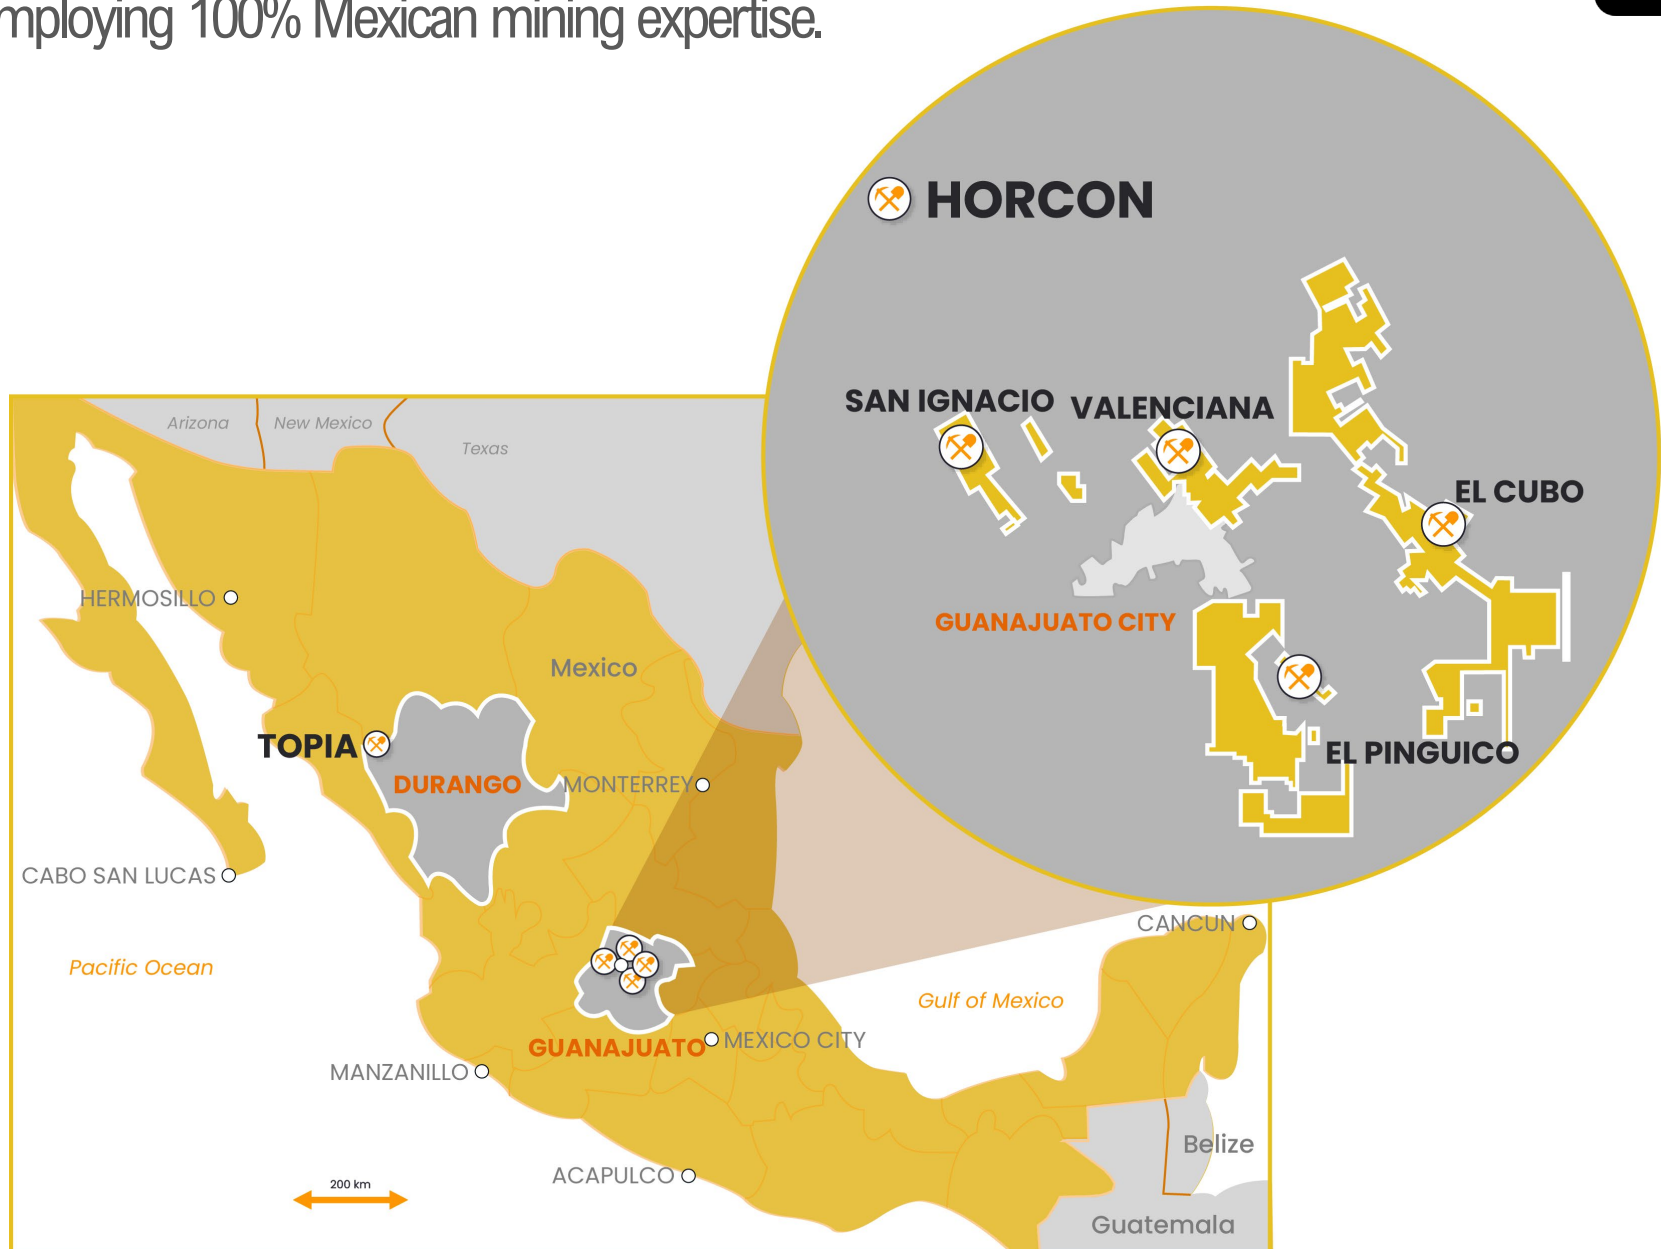 mploying 100% Mexican mining expertise.
HORCON
SAN IGNACIO
VALENCIANA
EL CUBO
GUANAJUATO CITY
EL PINGUICO
Arizona
New Mexico
Texas
HERMOSILLO
Mexico
TOPIA
DURANGO
MONTERREY
CABO SAN LUCAS
CANCUN
Pacific Ocean
Gulf of Mexico
GUANAJUATO
MEXICO CITY
MANZANILLO
Belize
ACAPULCO
200 km
Guatemala